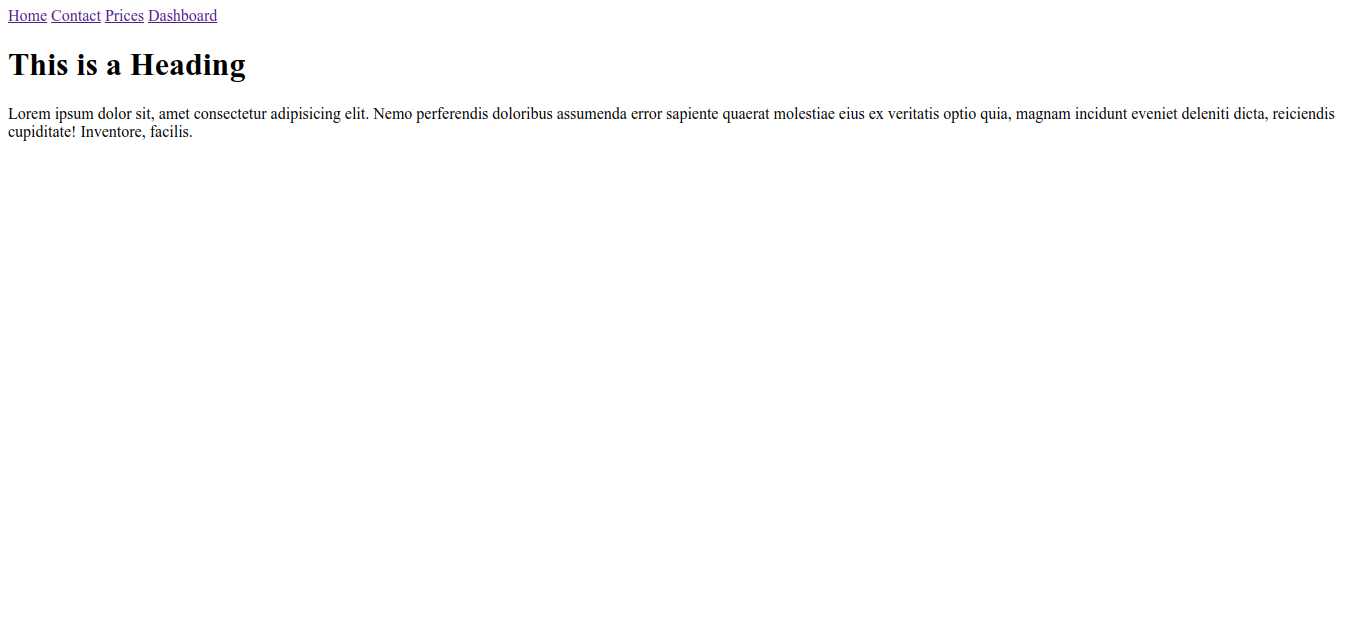 Home Contact Prices Dashboard
This is a Heading
Lorem ipsum dolor sit, amet consectetur adipisicing elit. Nemo perferendis doloribus assumenda error sapiente quaerat molestiae eius ex veritatis optio quia, magnam incidunt eveniet deleniti dicta, reiciendis
cupiditate! Inventore, facilis.